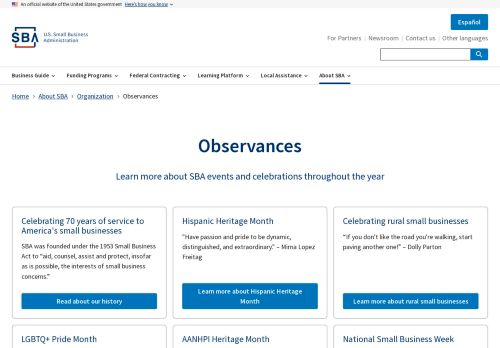 An official website of the United States government Here's how you know
Español
SBA U.S. Small Business
Administration
For Partners Newsroom Contact us Other languages
Business Guide Funding Programs Federal Contracting Learning Platform Local Assistance About SBA
Home About SBA Organization Observances
Observances
Learn more about SBA events and celebrations throughout the year
Celebrating 70 years of service to
America's small businesses
SBA was founded under the 1953 Small Business
Act to “aid, counsel, assist and protect, insofar
as is possible, the interests of small business
concerns.”
Read about our history
Hispanic Heritage Month
“Have passion and pride to be dynamic,
distinguished, and extraordinary.” – Mirna Lopez
Freitag
Learn more about Hispanic Heritage
Month
Celebrating rural small businesses
“If you don't like the road you're walking, start
paving another one!” – Dolly Parton
Learn more about rural small businesses
LGBTQ+ Pride Month
AANHPI Heritage Month
National Small Business Week